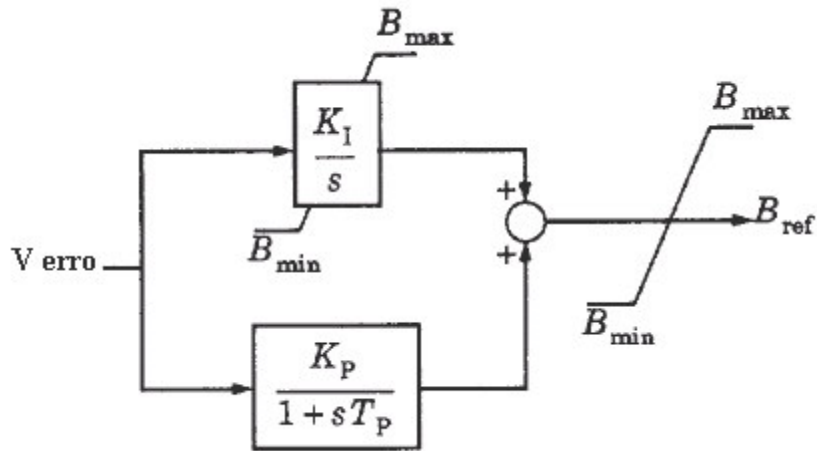 B_max
K_I
s
B_min
V erro
B_max
+
+
B_ref
B_min
K_P
1 + sT_P